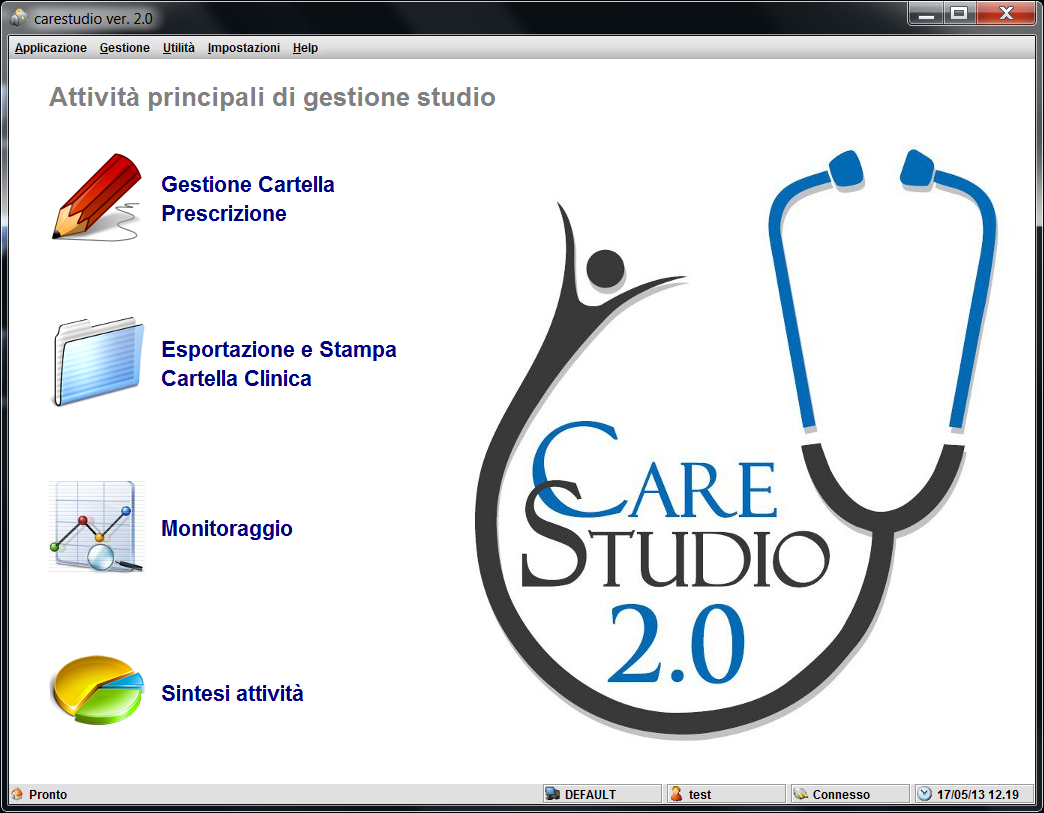 carestudio ver. 2.0
Applicazione Gestione Utilità Impostazioni Help
Attività principali di gestione studio
Gestione Cartella
Prescrizione
Esportazione e Stampa
Cartella Clinica
Monitoraggio
Sintesi attività
CARE
STUDIO
2.0
Pronto DEFAULT test Connesso 17/05/13 12.19